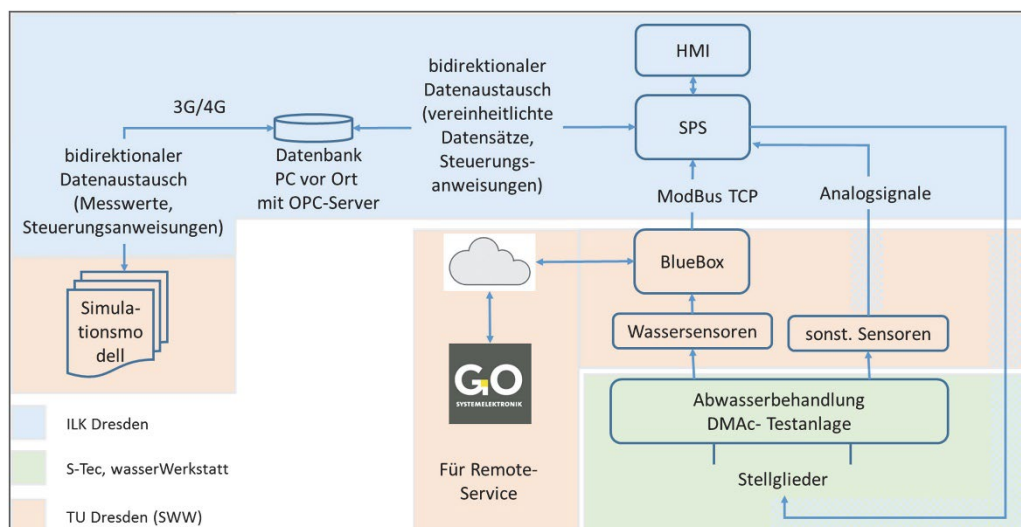 HMI
bidirektionaler
Datenaustausch
(vereinheitlichte
Datensätze,
Steuerungs-
anweisungen)
3G/4G
SPS
bidirektionaler
Datenaustausch
(Messwerte,
Steuerungsanweisungen)
Datenbank
PC vor Ort
mit OPC-Server
ModBus TCP
Analogsignale
BlueBox
Simula-
tionsmo
dell
Wassersensoren
sonst. Sensoren
GO
SYSTEMELEKTRONIK
Abwasserbehandlung
DMAc- Testanlage
Für Remote-
Service
Stellglieder
ILK Dresden
S-Tec, wasserWerkstatt
TU Dresden (SWW)